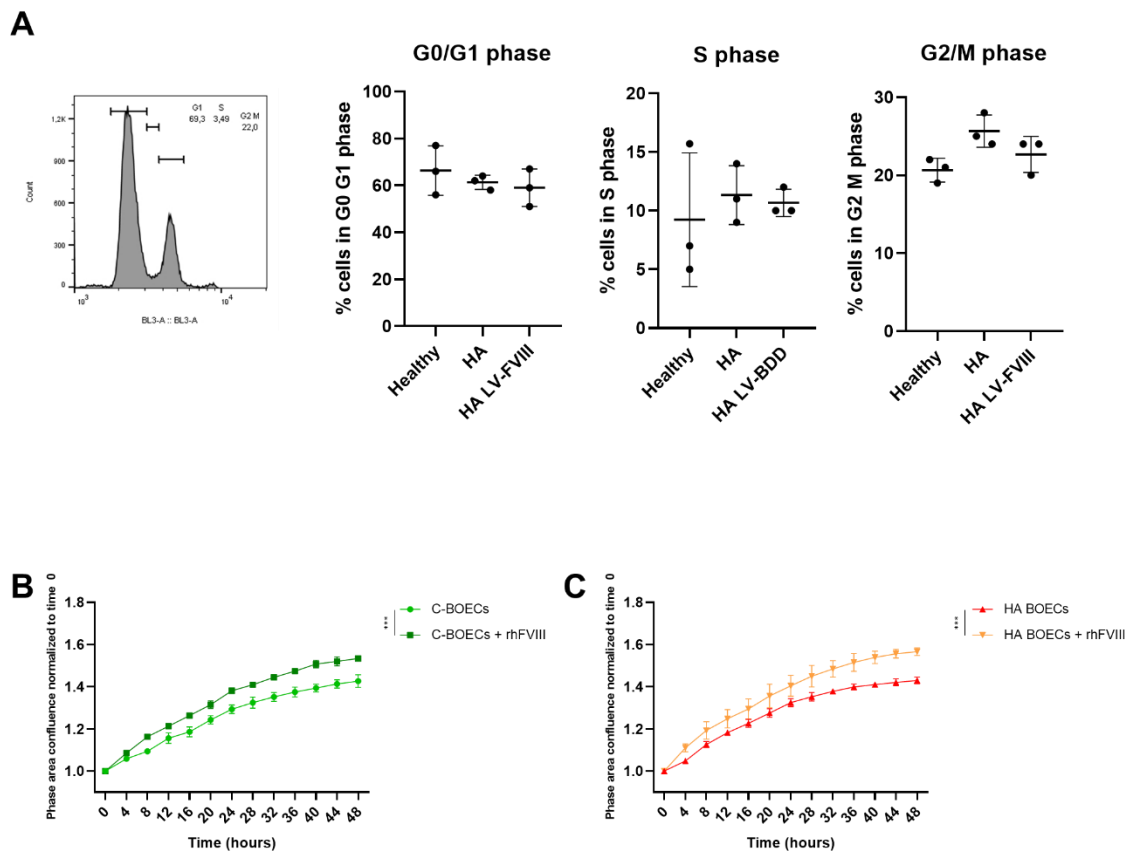 A
G1 S
69,3 3,49
G2 M
22,0
1,2K
900
600
300
0
Count
10^3 10^4
BL3-A :: BL3-A
G0/G1 phase
% cells in G0 G1 phase
100
80
60
40
20
0
Healthy
HA
HA LV-FVIII
S phase
% cells in S phase
20
15
10
5
0
Healthy
HA
HA LV-BDD
G2/M phase
% cells in G2 M phase
30
20
10
0
Healthy
HA
HA LV-FVIII
B
Phase area confluence normalized to time 0
1.8
1.6
1.4
1.2
1.0
0 4 8 12 16 20 24 28 32 36 40 44 48
Time (hours)
***
C-BOECs
C-BOECs + rhFVIII
C
Phase area confluence normalized to time 0
1.8
1.6
1.4
1.2
1.0
0 4 8 12 16 20 24 28 32 36 40 44 48
Time (hours)
***
HA BOECs
HA BOECs + rhFVIII